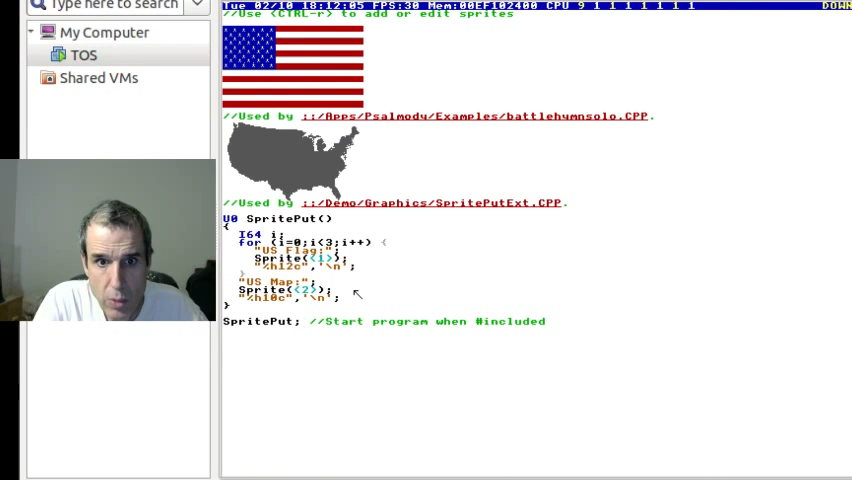 Type here to search
My Computer
TOS
Shared VMs
Tue 02/10 18:12:05 FPS:30 Mem:00EF102400 CPU 9 1 1 1 1 1 1 1 DOWN
//Use <CTRL-r> to add or edit sprites
//Used by ::/Apps/Psalmody/Examples/battlehymnsolo.CPP.
//Used by ::/Demo/Graphics/SpritePutExt.CPP.
U0 SpritePut()
{
I64 i;
for (i=0;i<3;i++) {
"US Flag:";
Sprite(<1>);
"%h12c",'\n';
}
"US Map:";
Sprite(<2>);
"%h10c",'\n';
}
SpritePut; //Start program when #included